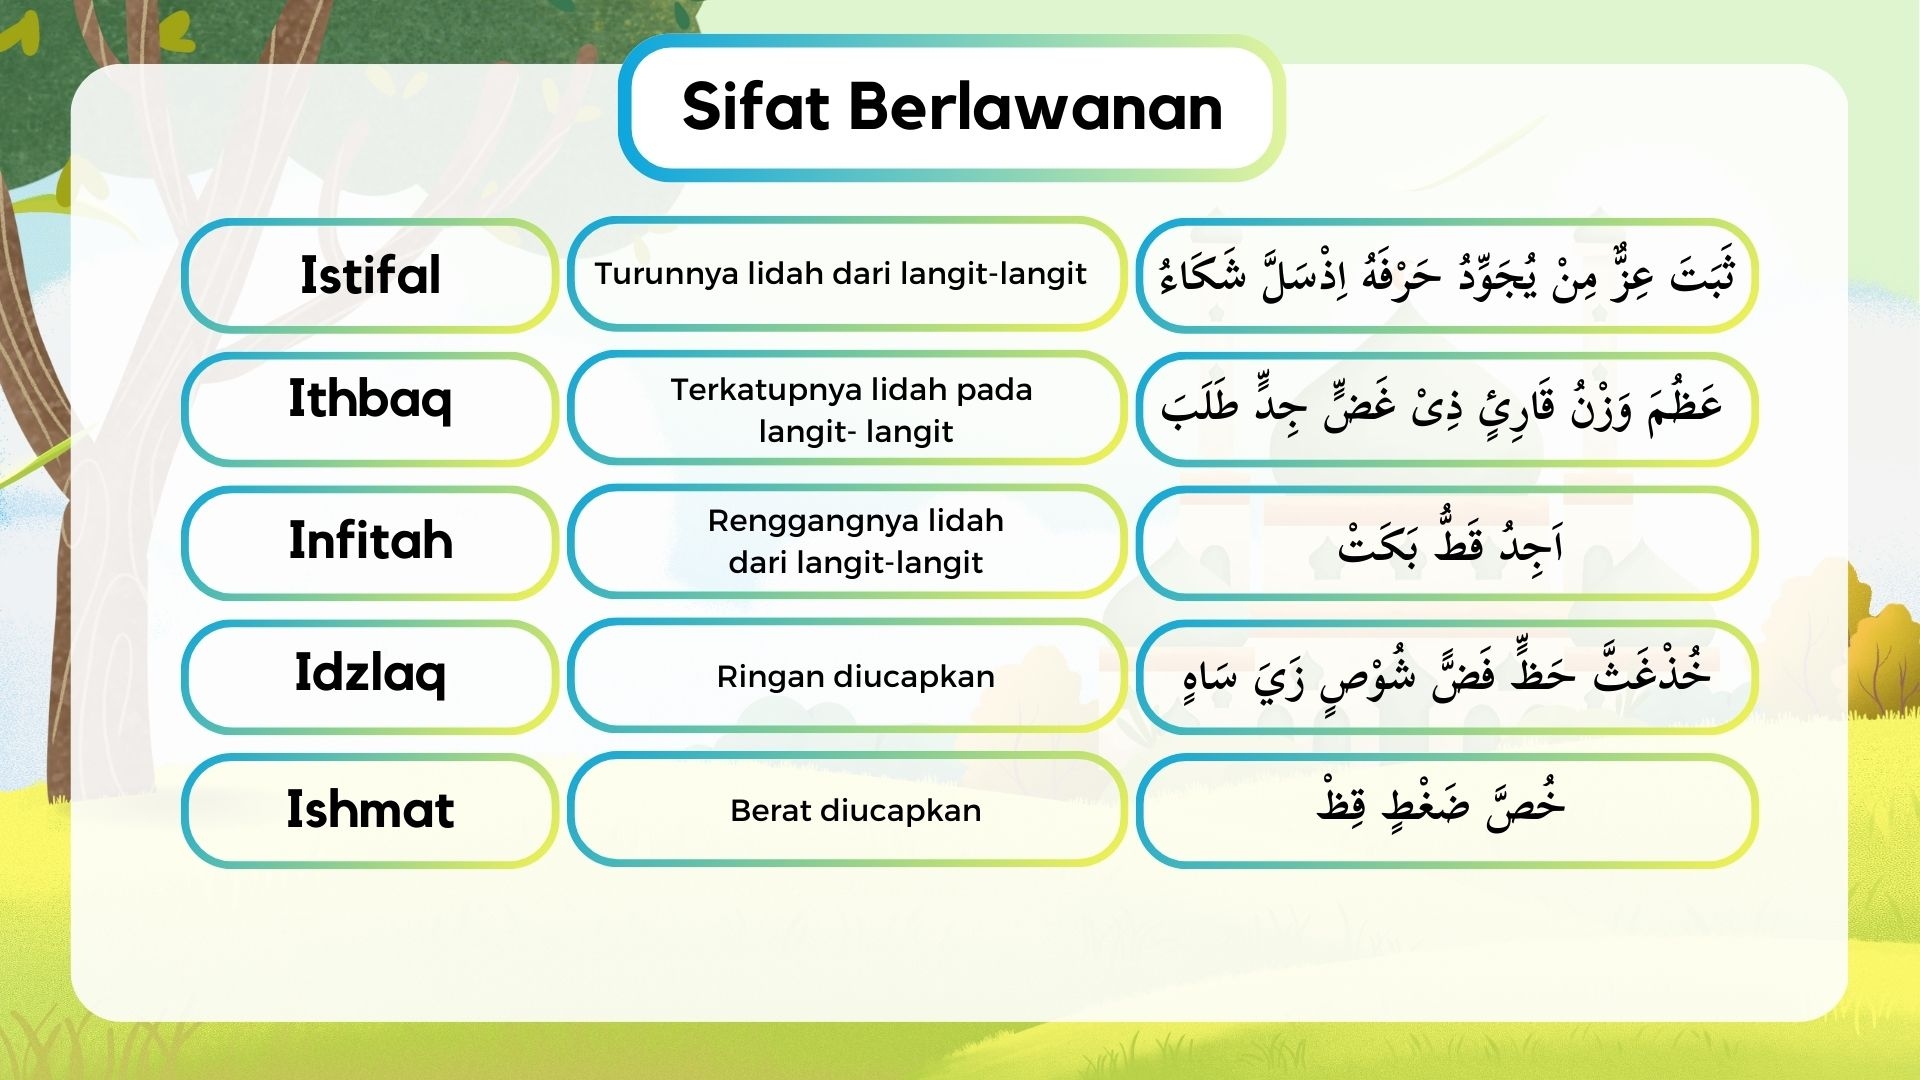 Sifat Berlawanan
Istifal
Turunnya lidah dari langit-langit
ثَبَتَ عِزٌّ مِنْ يُجَوِّدُ حَرْفَهُ اِذْسَلَّ شَكَاءُ
Ithbaq
Terkatupnya lidah pada
langit- langit
عَظُمَ وَزْنُ قَارِئٍ ذِىْ غَضٍّ جِدٍّ طَلَبَ
Infitah
Renggangnya lidah
dari langit-langit
اَجِدُ قَطُّ بَكَتْ
Idzlaq
Ringan diucapkan
خُذْغَثَّ حَظٍّ فَضًّ شُوْصٍ زَيَ سَاهٍ
Ishmat
Berat diucapkan
خُصَّ ضَغْطٍ قِظْ